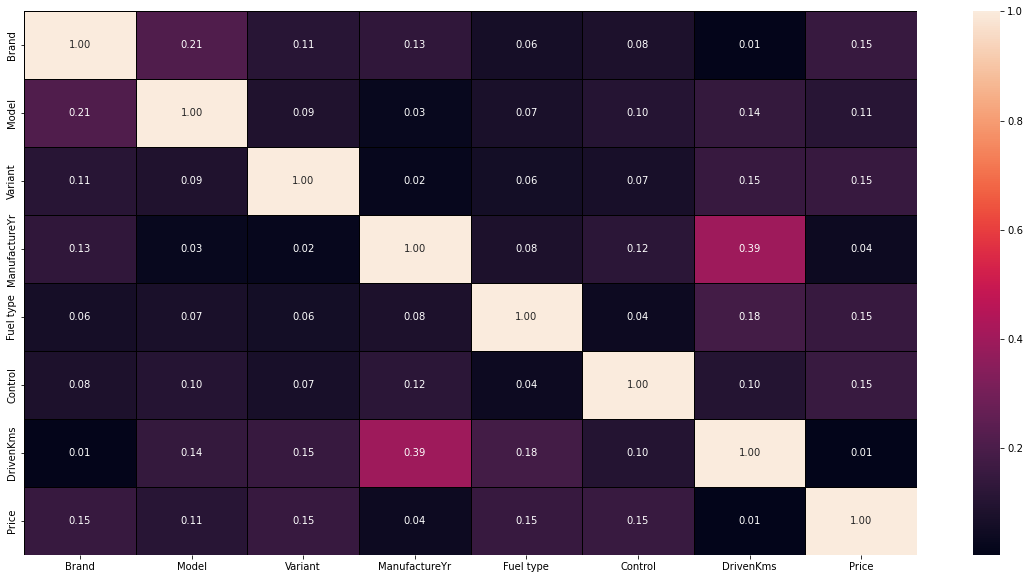 Brand 1.00 0.21 0.11 0.13 0.06 0.08 0.01 0.15
Model 0.21 1.00 0.09 0.03 0.07 0.10 0.14 0.11
Variant 0.11 0.09 1.00 0.02 0.06 0.07 0.15 0.15
ManufactureYr 0.13 0.03 0.02 1.00 0.08 0.12 0.39 0.04
Fuel type 0.06 0.07 0.06 0.08 1.00 0.04 0.18 0.15
Control 0.08 0.10 0.07 0.12 0.04 1.00 0.10 0.15
DrivenKms 0.01 0.14 0.15 0.39 0.18 0.10 1.00 0.01
Price 0.15 0.11 0.15 0.04 0.15 0.15 0.01 1.00
Brand Model Variant ManufactureYr Fuel type Control DrivenKms Price
1.0
0.8
0.6
0.4
0.2